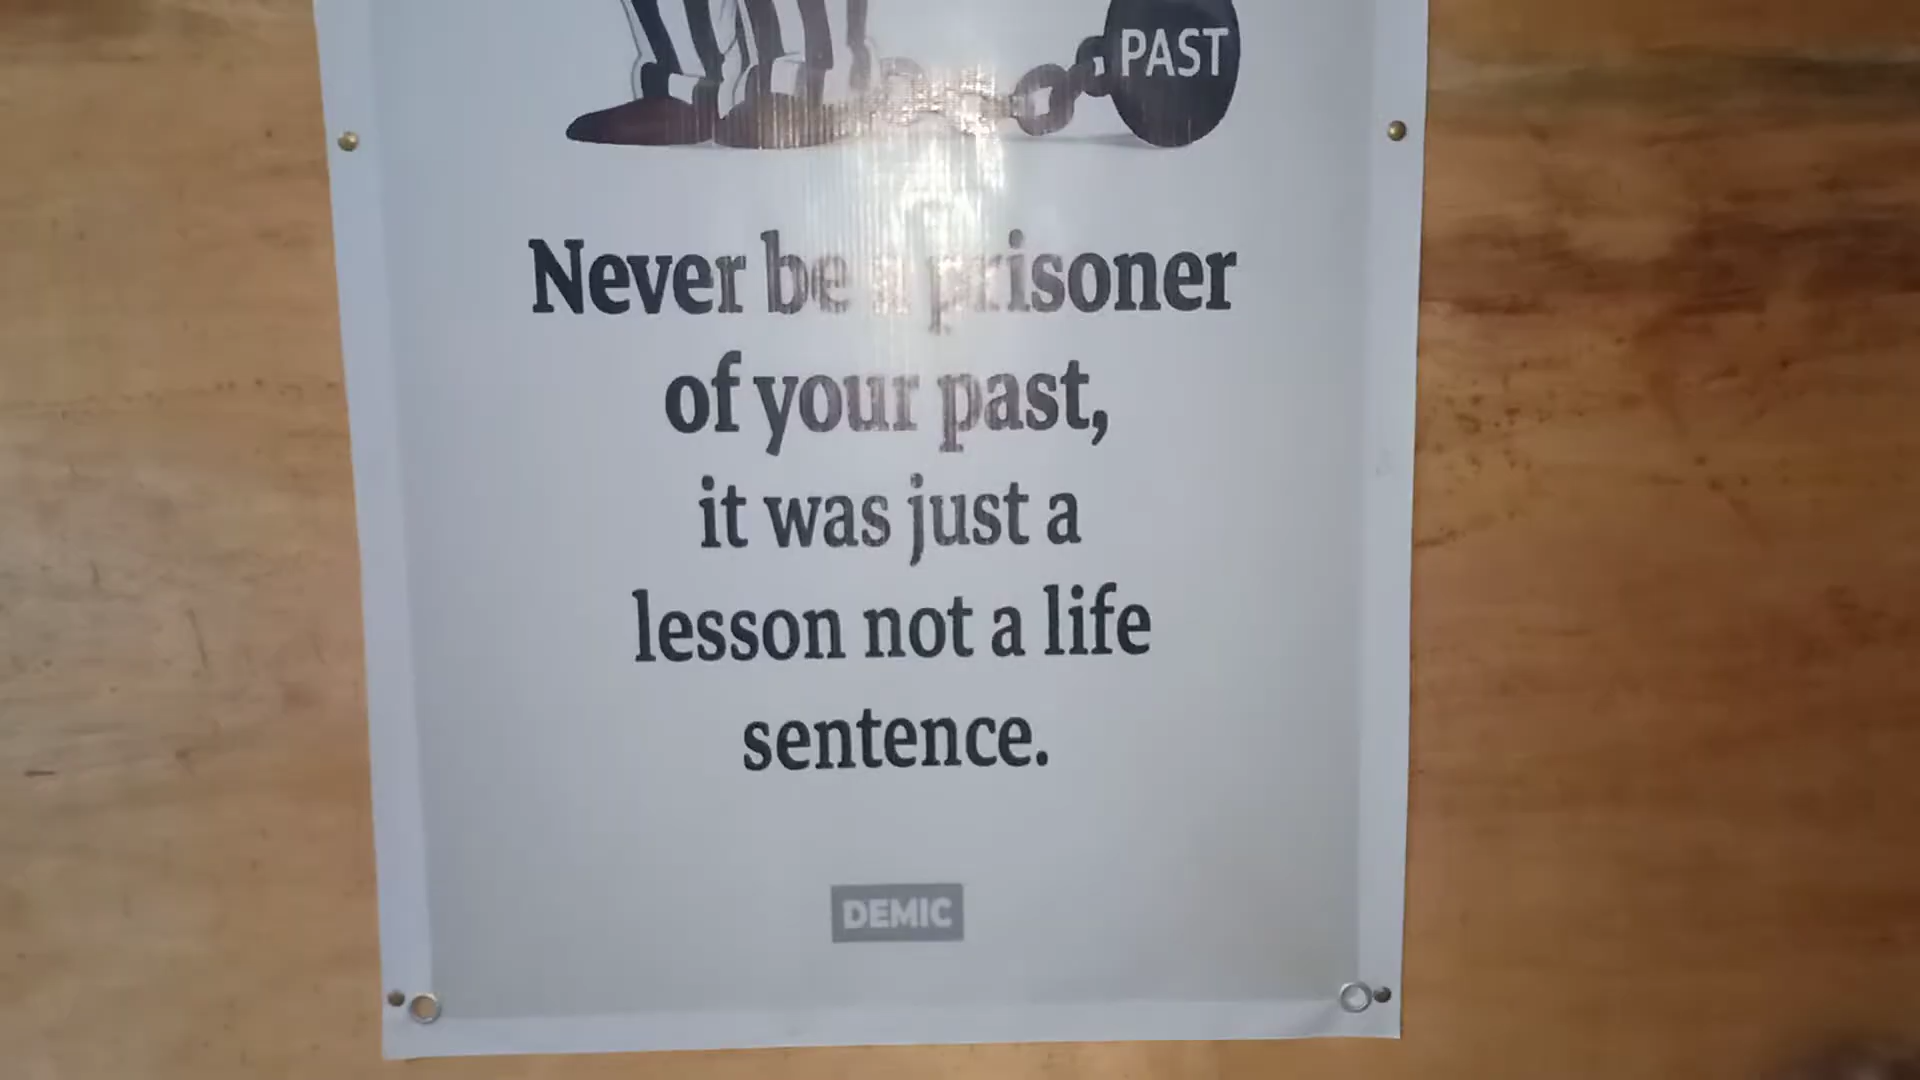 PAST
Never be a prisoner
of your past,
it was just a
lesson not a life
sentence.
DEMIC